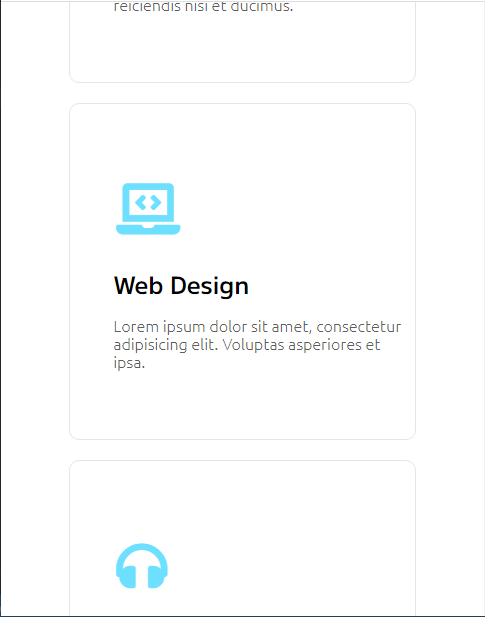 reiciendis nisi et ducimus.
Web Design
Lorem ipsum dolor sit amet, consectetur
adipisicing elit. Voluptas asperiores et
ipsa.